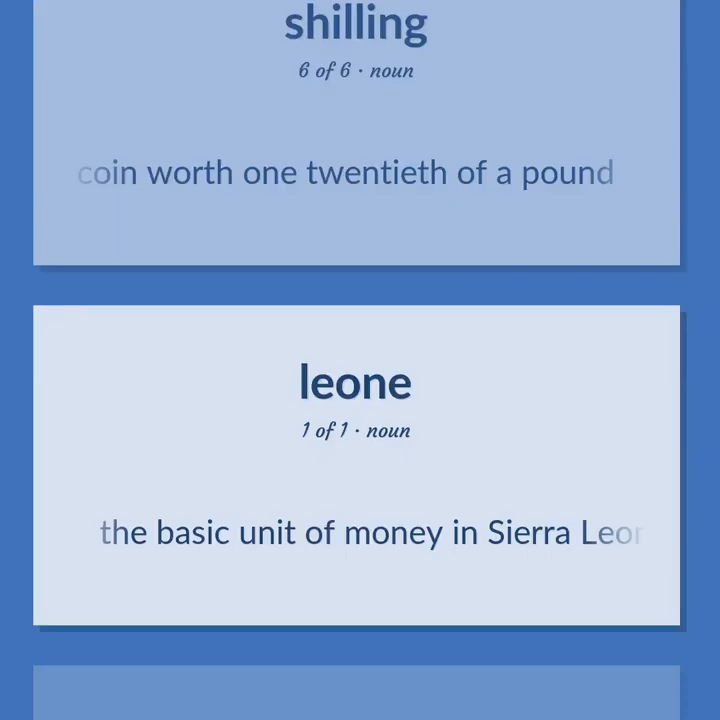 shilling
6 of 6 · noun
coin worth one twentieth of a pound
leone
1 of 1 · noun
the basic unit of money in Sierra Leon